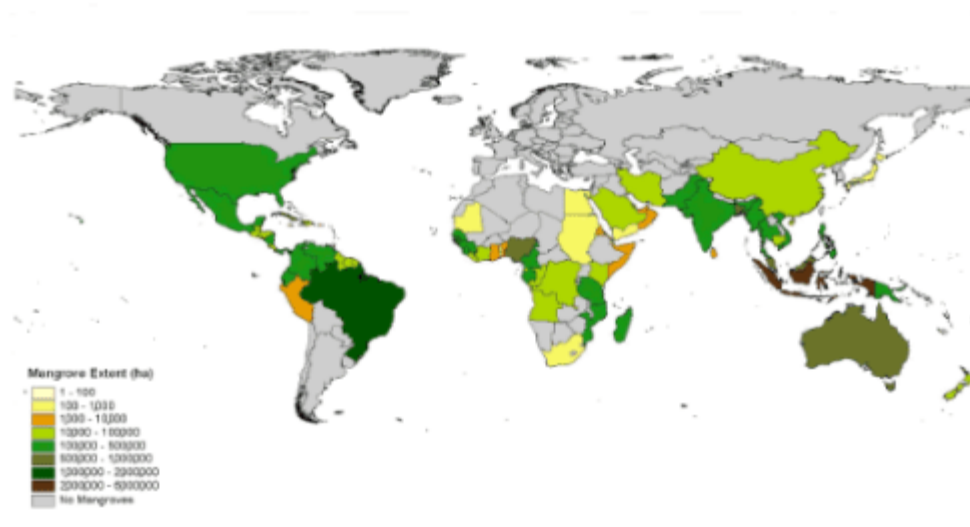 Mangrove Extent (ha)
1 - 100
100 - 1,000
1,000 - 10,000
10,000 - 100,000
100,000 - 500,000
500,000 - 1,000,000
1,000,000 - 2,000,000
2,000,000 - 5,000,000
No Mangroves